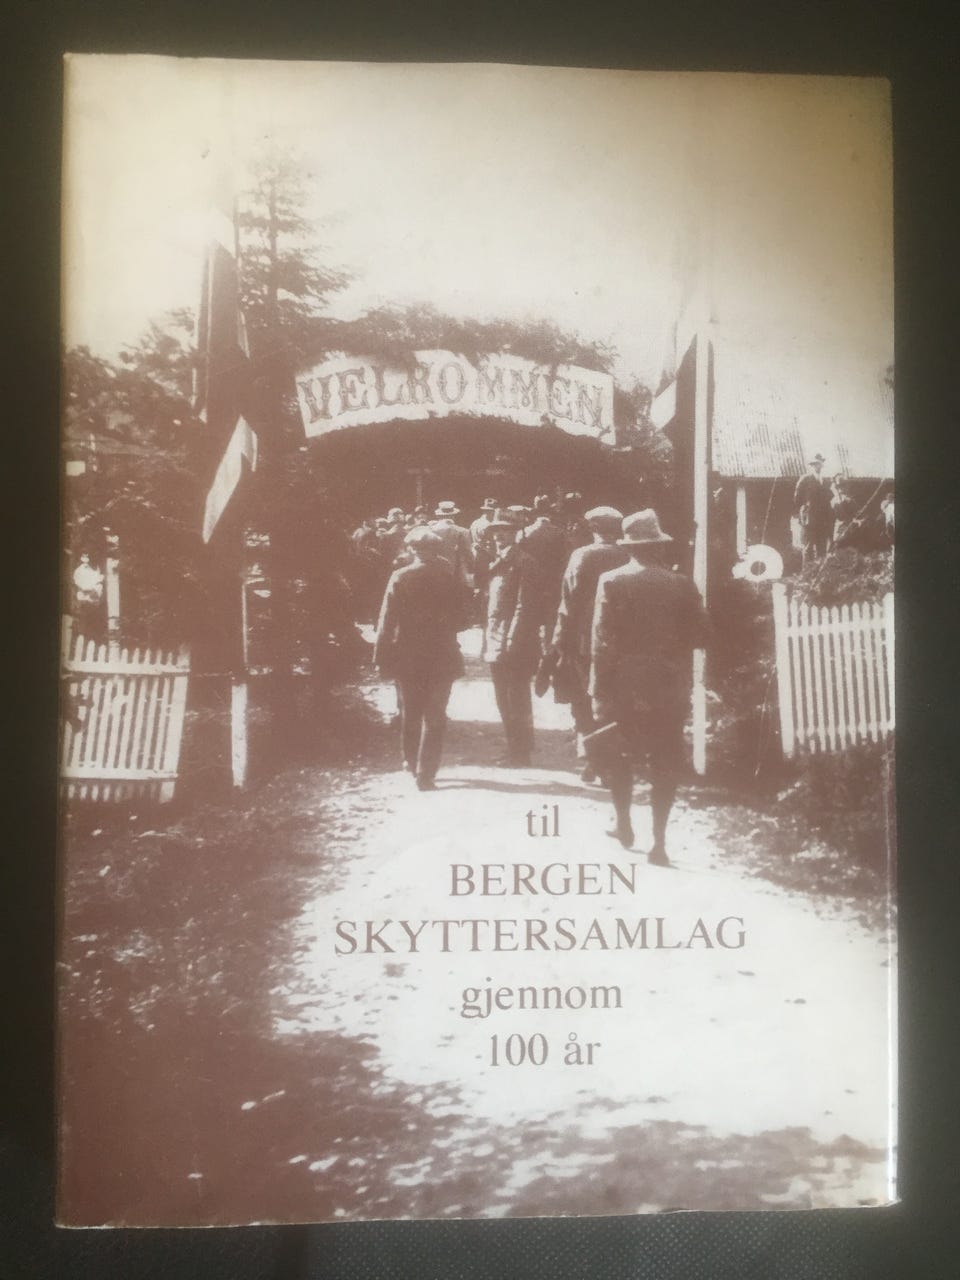 VELKOMMEN
til
BERGEN
SKYTTERSAMLAG
gjennom
100 år